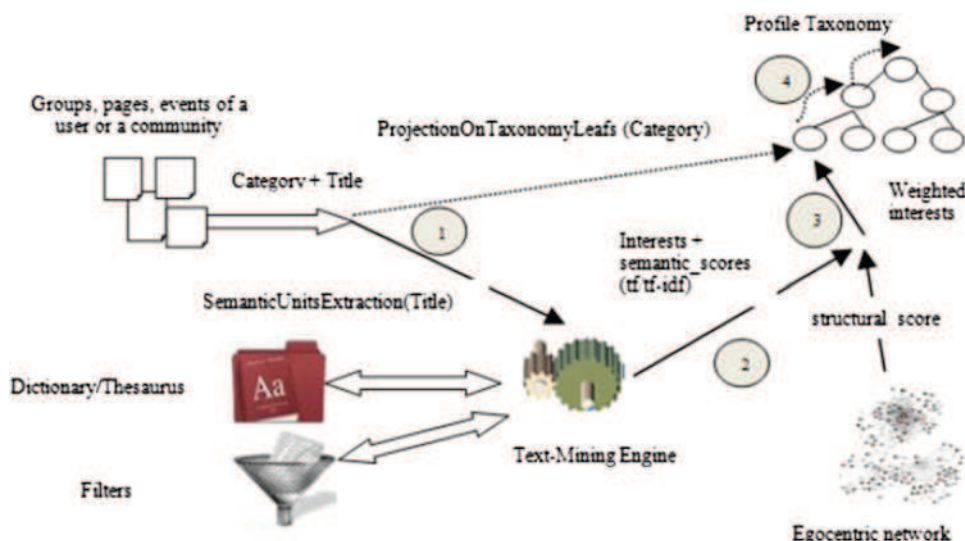 Profile Taxonomy
4
Groups, pages, events of a
user or a community
ProjectionOnTaxonomyLeafs (Category)
Category + Title
1
Weighted
interests
3
Interests +
semantic_scores
(tf/tf-idf)
SemanticUnitsExtraction(Title)
structural_score
2
Dictionary/Thesaurus
Aa
Text-Mining Engine
Filters
Egocentric network